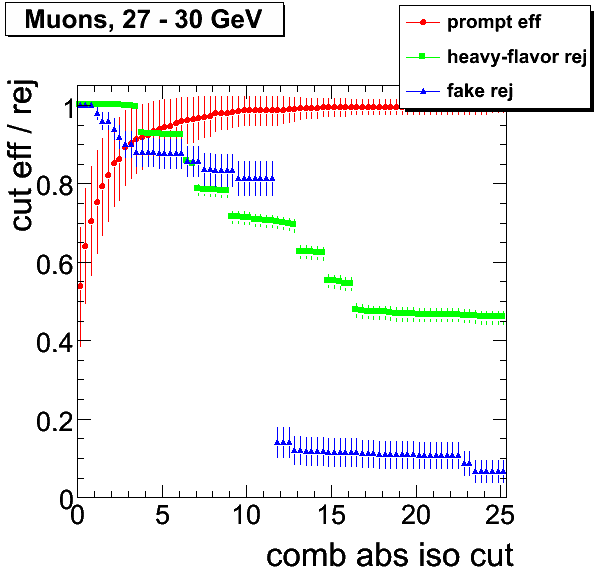 Muons, 27 - 30 GeV
prompt eff
heavy-flavor rej
fake rej
cut eff / rej
1
0.8
0.6
0.4
0.2
0
0 5 10 15 20 25
comb abs iso cut